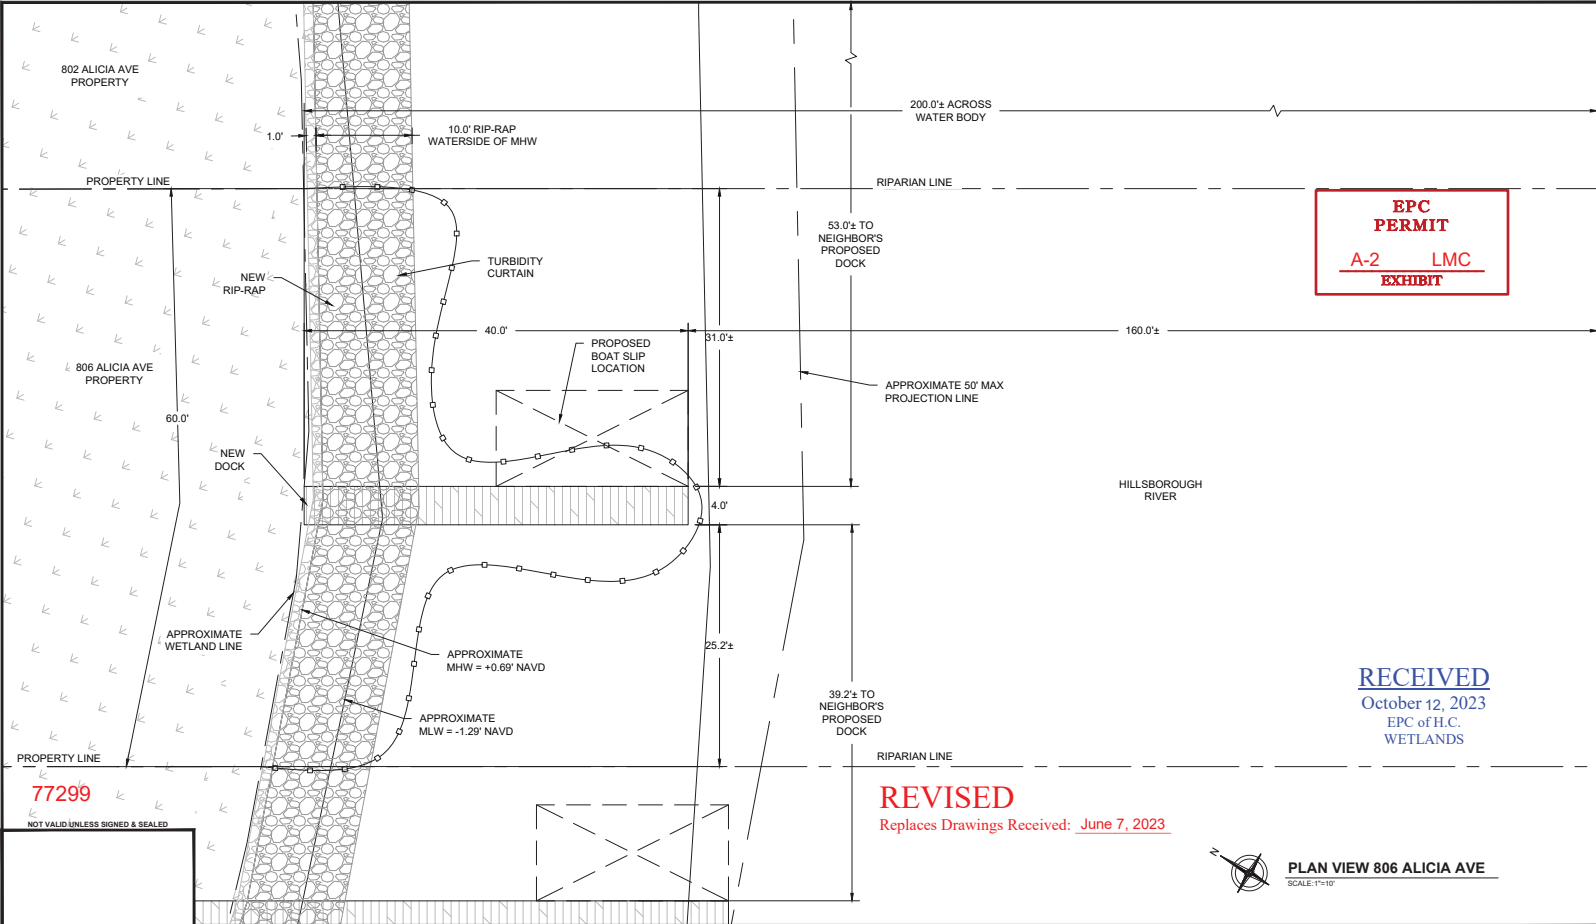 802 ALICIA AVE
PROPERTY
200.0'± ACROSS
WATER BODY
1.0'
10.0' RIP-RAP
WATERSIDE OF MHW
PROPERTY LINE
RIPARIAN LINE
EPC
PERMIT
A-2 LMC
EXHIBIT
53.0'± TO
NEIGHBOR'S
PROPOSED
DOCK
TURBIDITY
CURTAIN
NEW
RIP-RAP
40.0'
31.0'±
160.0'±
PROPOSED
BOAT SLIP
LOCATION
806 ALICIA AVE
PROPERTY
APPROXIMATE 50' MAX
PROJECTION LINE
60.0'
NEW
DOCK
4.0'
HILLSBOROUGH
RIVER
APPROXIMATE
WETLAND LINE
APPROXIMATE
MHW = +0.69' NAVD
25.2'±
39.2'± TO
NEIGHBOR'S
PROPOSED
DOCK
APPROXIMATE
MLW = -1.29' NAVD
RECEIVED
October 12, 2023
EPC of H.C.
WETLANDS
PROPERTY LINE
RIPARIAN LINE
77299
NOT VALID UNLESS SIGNED & SEALED
REVISED
Replaces Drawings Received: June 7, 2023
N
PLAN VIEW 806 ALICIA AVE
SCALE:1"=10'